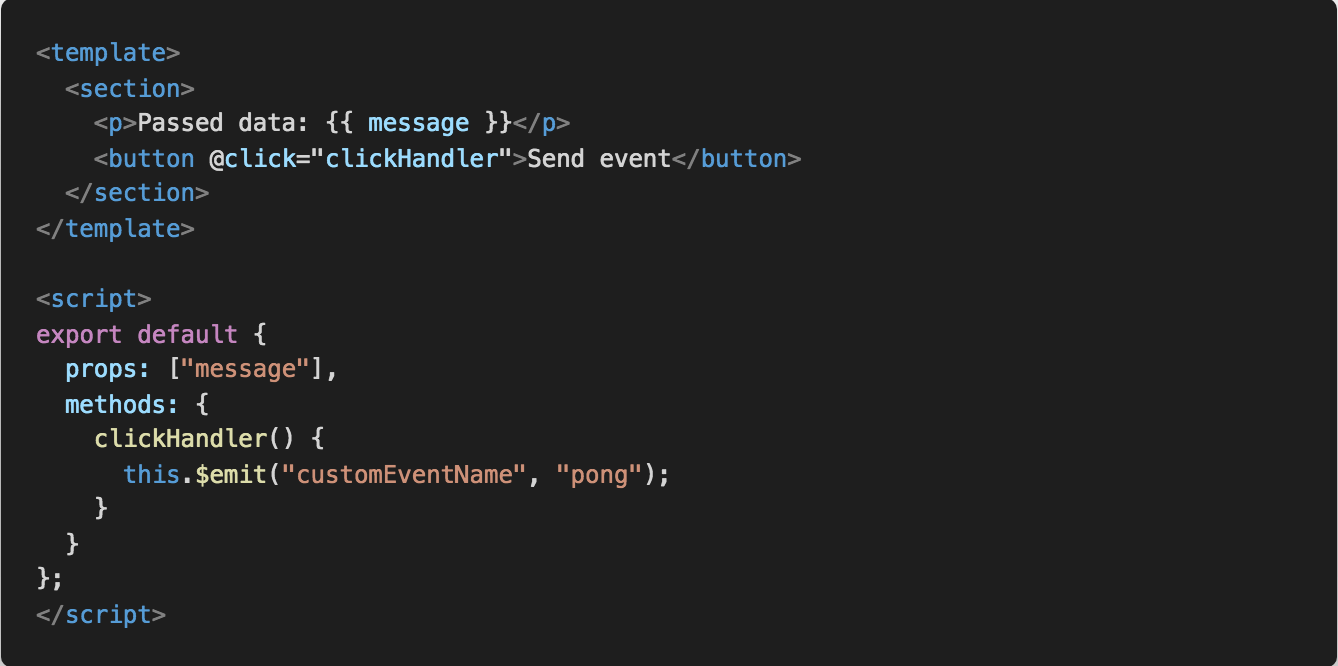 <template>
  <section>
    <p>Passed data: {{ message }}</p>
    <button @click="clickHandler">Send event</button>
  </section>
</template>

<script>
export default {
  props: ["message"],
  methods: {
    clickHandler() {
      this.$emit("customEventName", "pong");
    }
  }
};
</script>